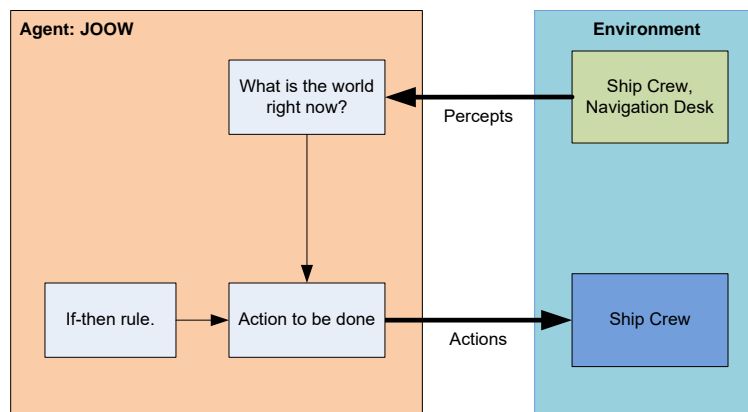 Agent: JOOW
Environment
What is the world
right now?
Percepts
Ship Crew,
Navigation Desk
If-then rule.
Action to be done
Actions
Ship Crew